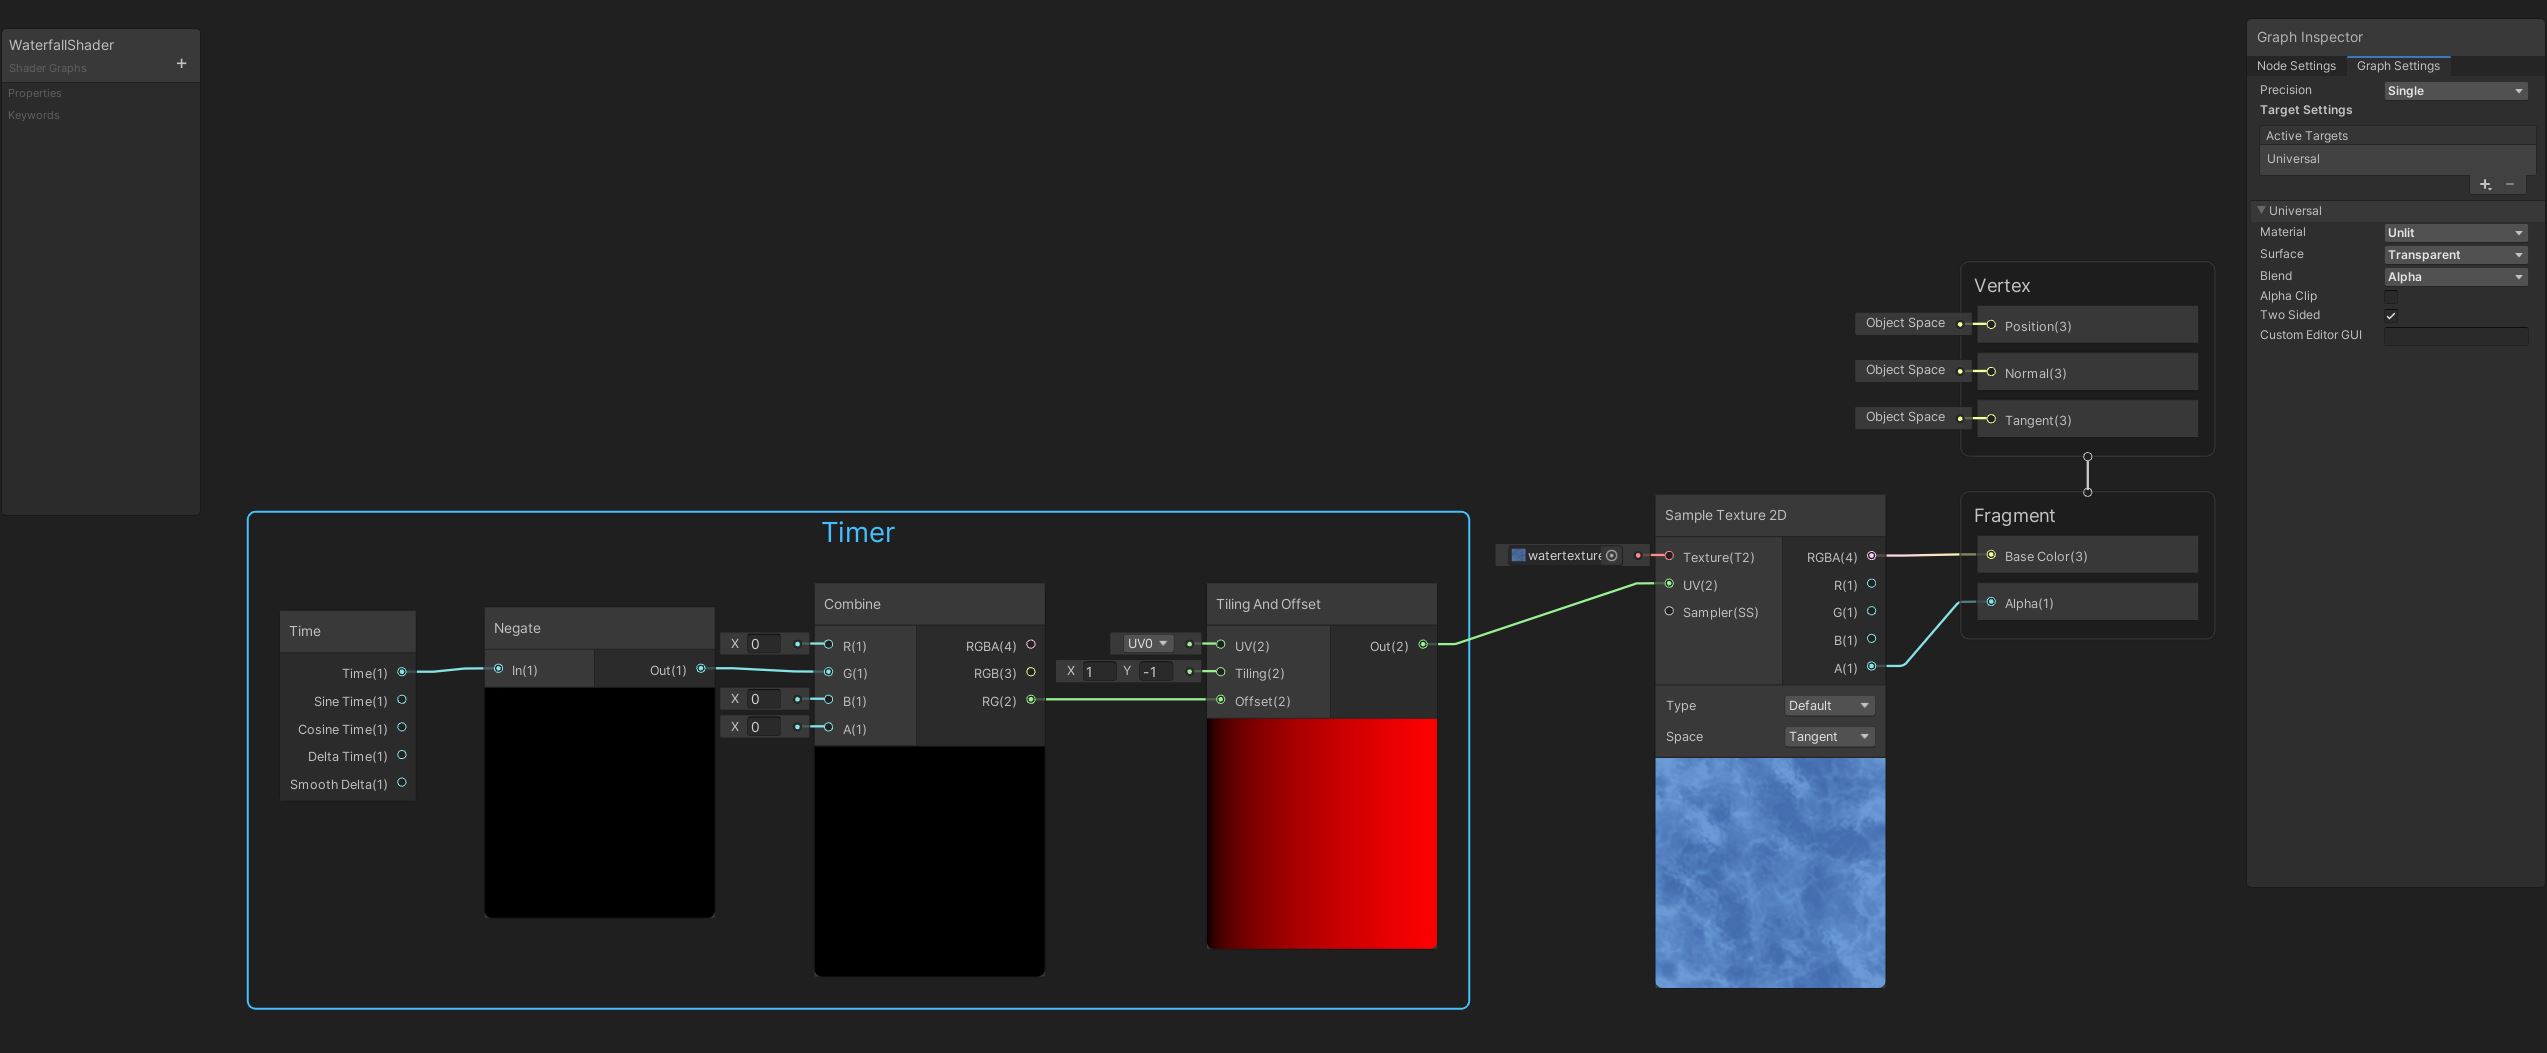 WaterfallShader
Shader Graphs
+
Properties
Keywords
Timer
Time
Time(1)
Sine Time(1)
Cosine Time(1)
Delta Time(1)
Smooth Delta(1)
Negate
In(1) Out(1)
Combine
X 0 R(1) RGBA(4)
G(1) RGB(3)
X 0 B(1) RG(2)
X 0 A(1)
Tiling And Offset
UV0 UV(2) Out(2)
X 1 Y -1 Tiling(2)
Offset(2)
Sample Texture 2D
watertexture Texture(T2) RGBA(4)
UV(2) R(1)
Sampler(SS) G(1)
B(1)
A(1)
Type Default
Space Tangent
Vertex
Object Space Position(3)
Object Space Normal(3)
Object Space Tangent(3)
Fragment
Base Color(3)
Alpha(1)
Graph Inspector
Node Settings Graph Settings
Precision Single
Target Settings
Active Targets
Universal
+ −
Universal
Material Unlit
Surface Transparent
Blend Alpha
Alpha Clip
Two Sided
Custom Editor GUI